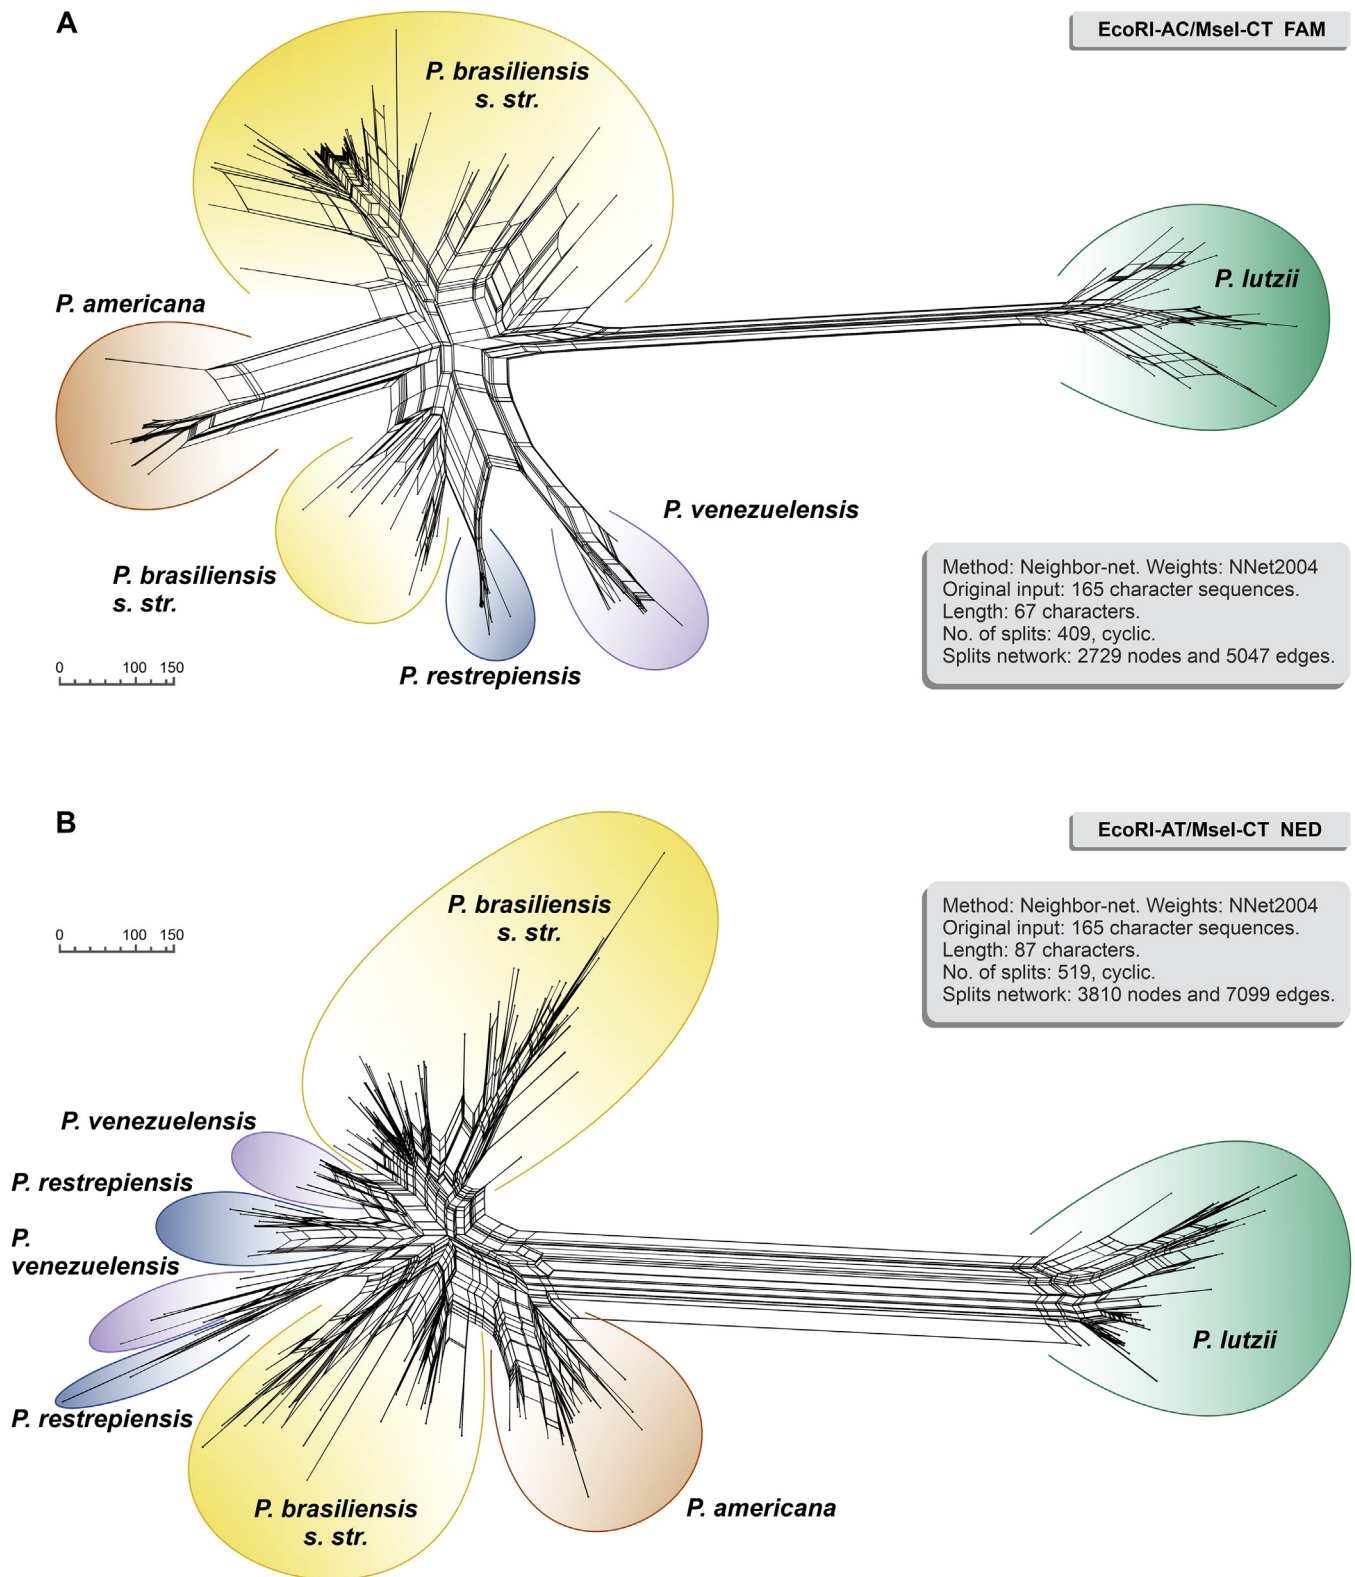 A
EcoRI-AC/MseI-CT FAM
P. brasiliensis
s. str.
P. lutzii
P. americana
P. venezuelensis
P. brasiliensis
s. str.
P. restrepiensis
0 100 150
Method: Neighbor-net. Weights: NNet2004
Original input: 165 character sequences.
Length: 67 characters.
No. of splits: 409, cyclic.
Splits network: 2729 nodes and 5047 edges.
B
EcoRI-AT/MseI-CT NED
P. brasiliensis
s. str.
0 100 150
Method: Neighbor-net. Weights: NNet2004
Original input: 165 character sequences.
Length: 87 characters.
No. of splits: 519, cyclic.
Splits network: 3810 nodes and 7099 edges.
P. venezuelensis
P. restrepiensis
P.
venezuelensis
P. lutzii
P. restrepiensis
P. brasiliensis
s. str.
P. americana